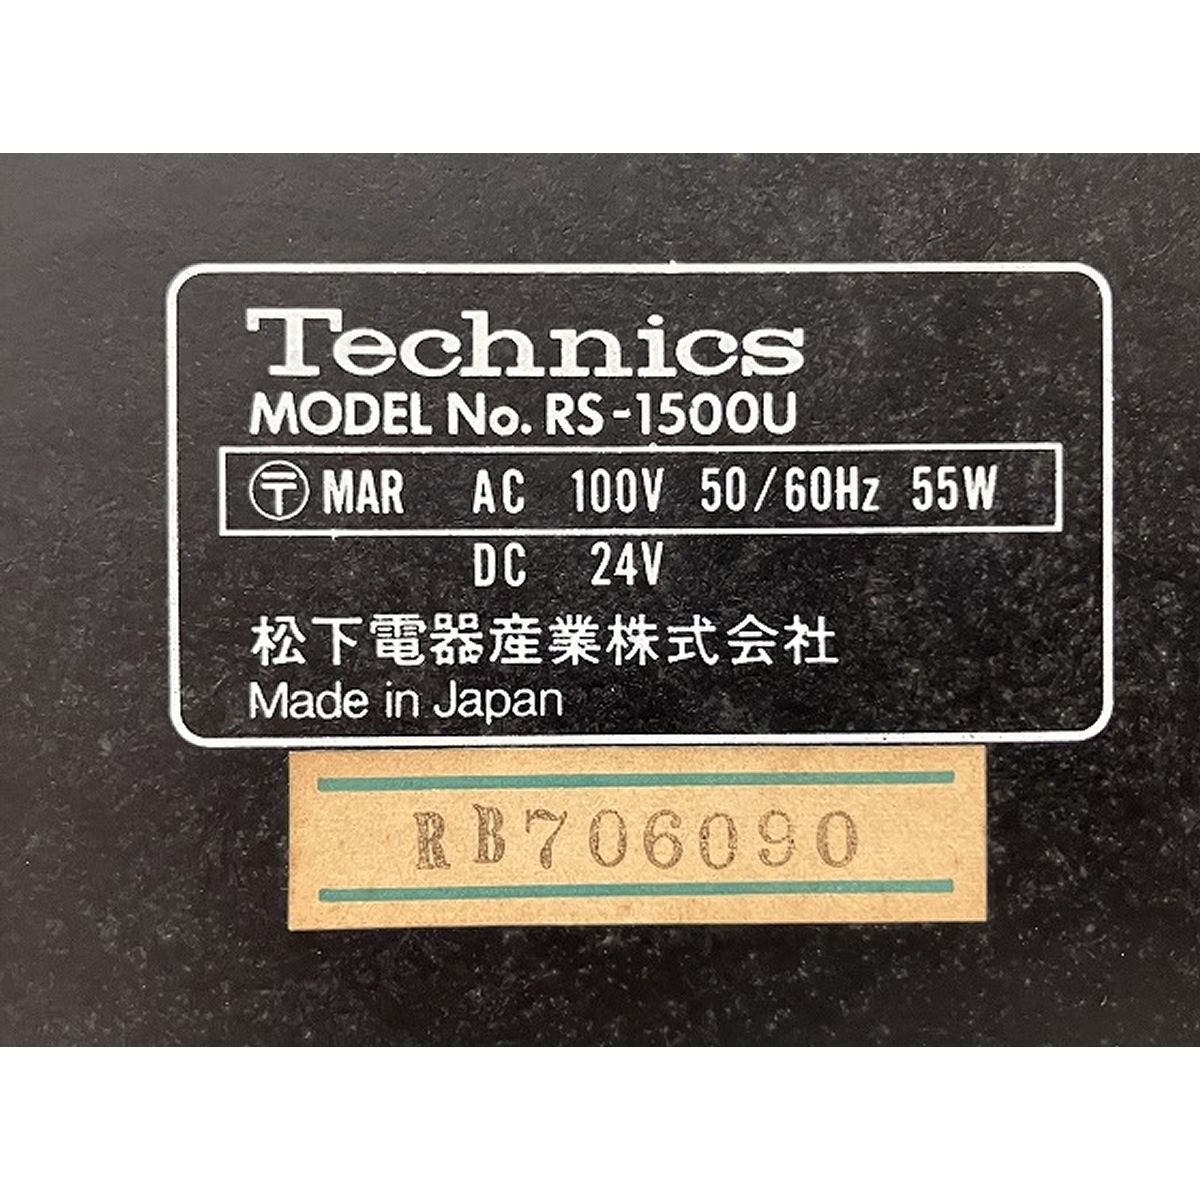 Technics
MODEL No. RS-1500U
〶 MAR AC 100V 50/60Hz 55W
DC 24V
松下電器産業株式会社
Made in Japan
RB706090